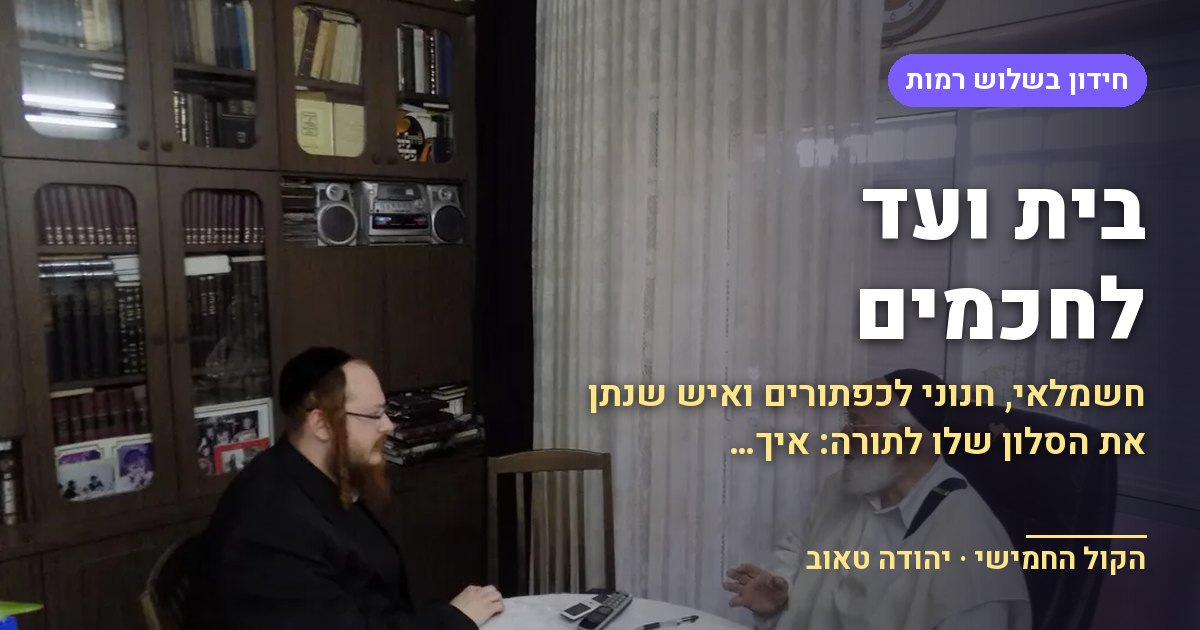 חידון בשלוש רמות
בית ועד
לחכמים
חשמלאי, חנוני לכפתורים ואיש שנתן
את הסלון שלו לתורה: איך...
הקול החמישי · יהודה טאוב